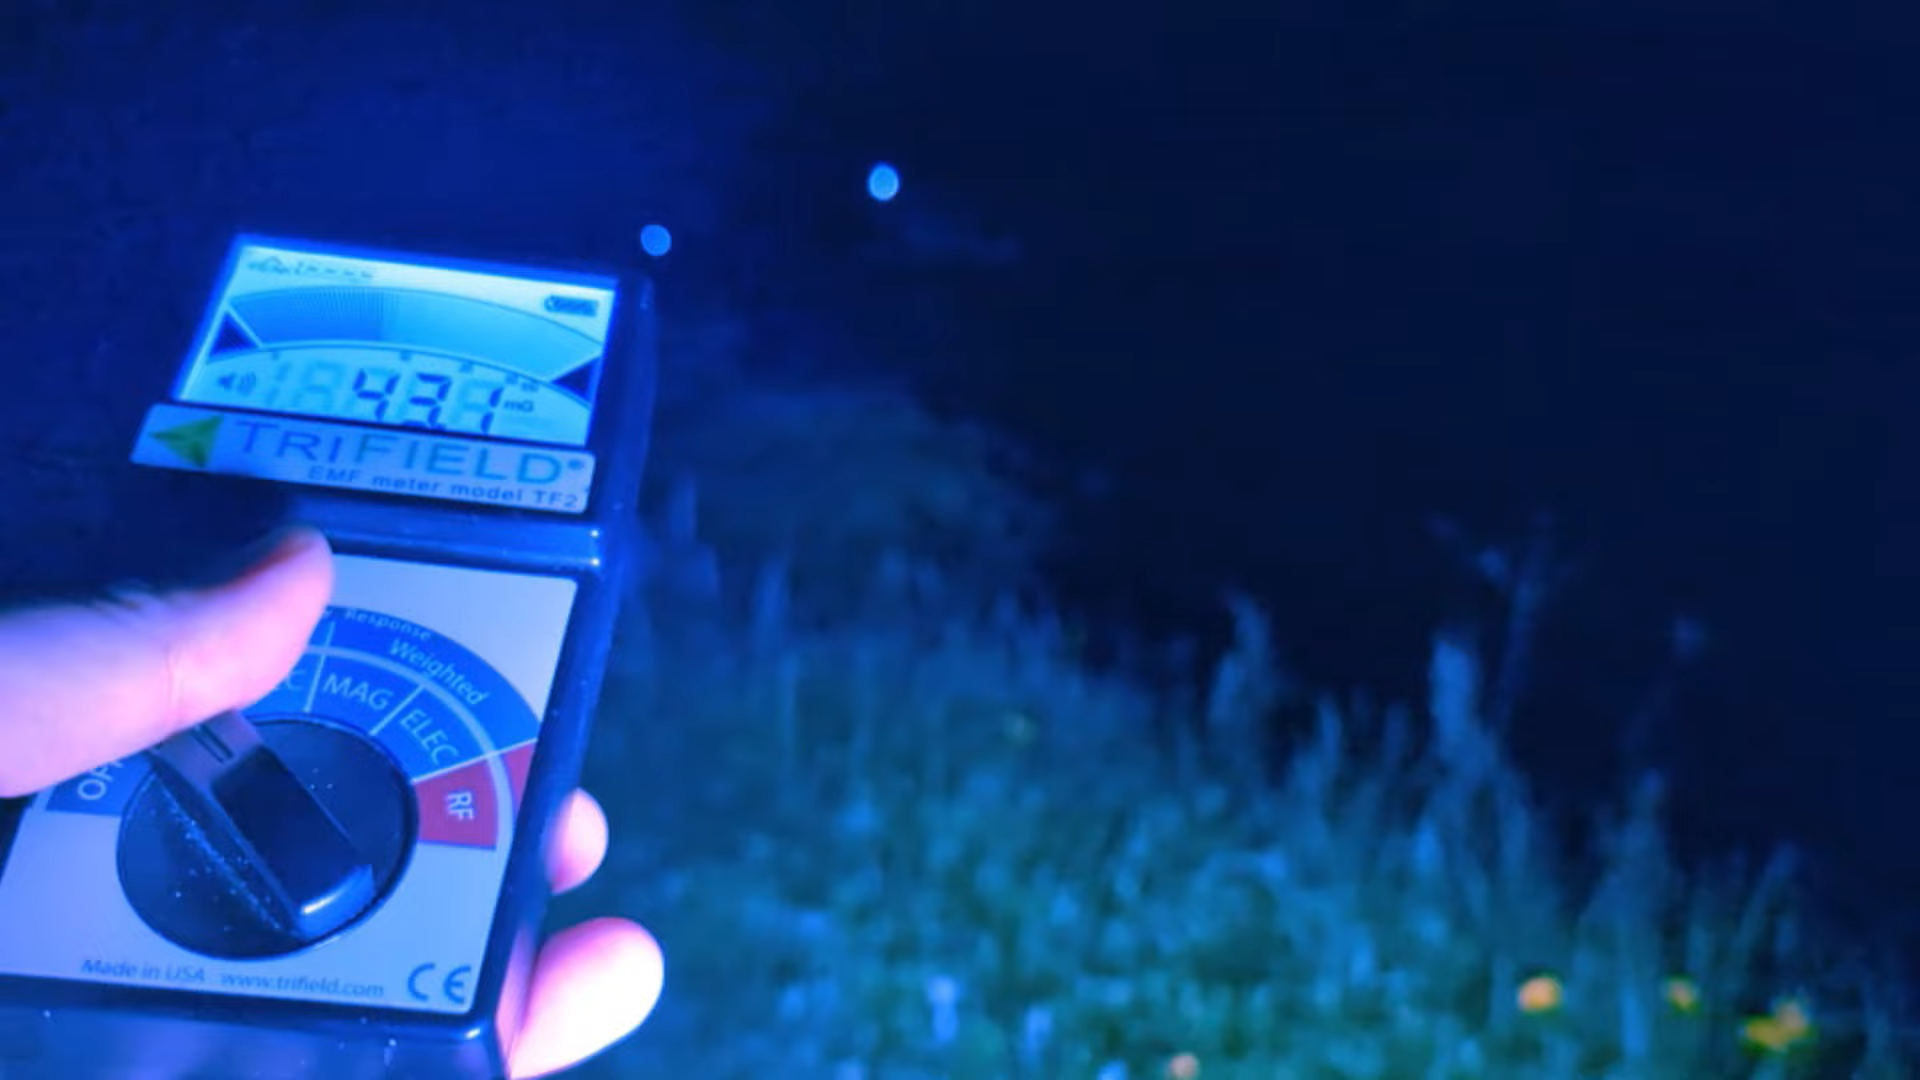 43.1 mG
TRIFIELD®
EMF meter model TF2
Response
Weighted
MAG
ELEC
RF
Made in USA www.trifield.com
CE